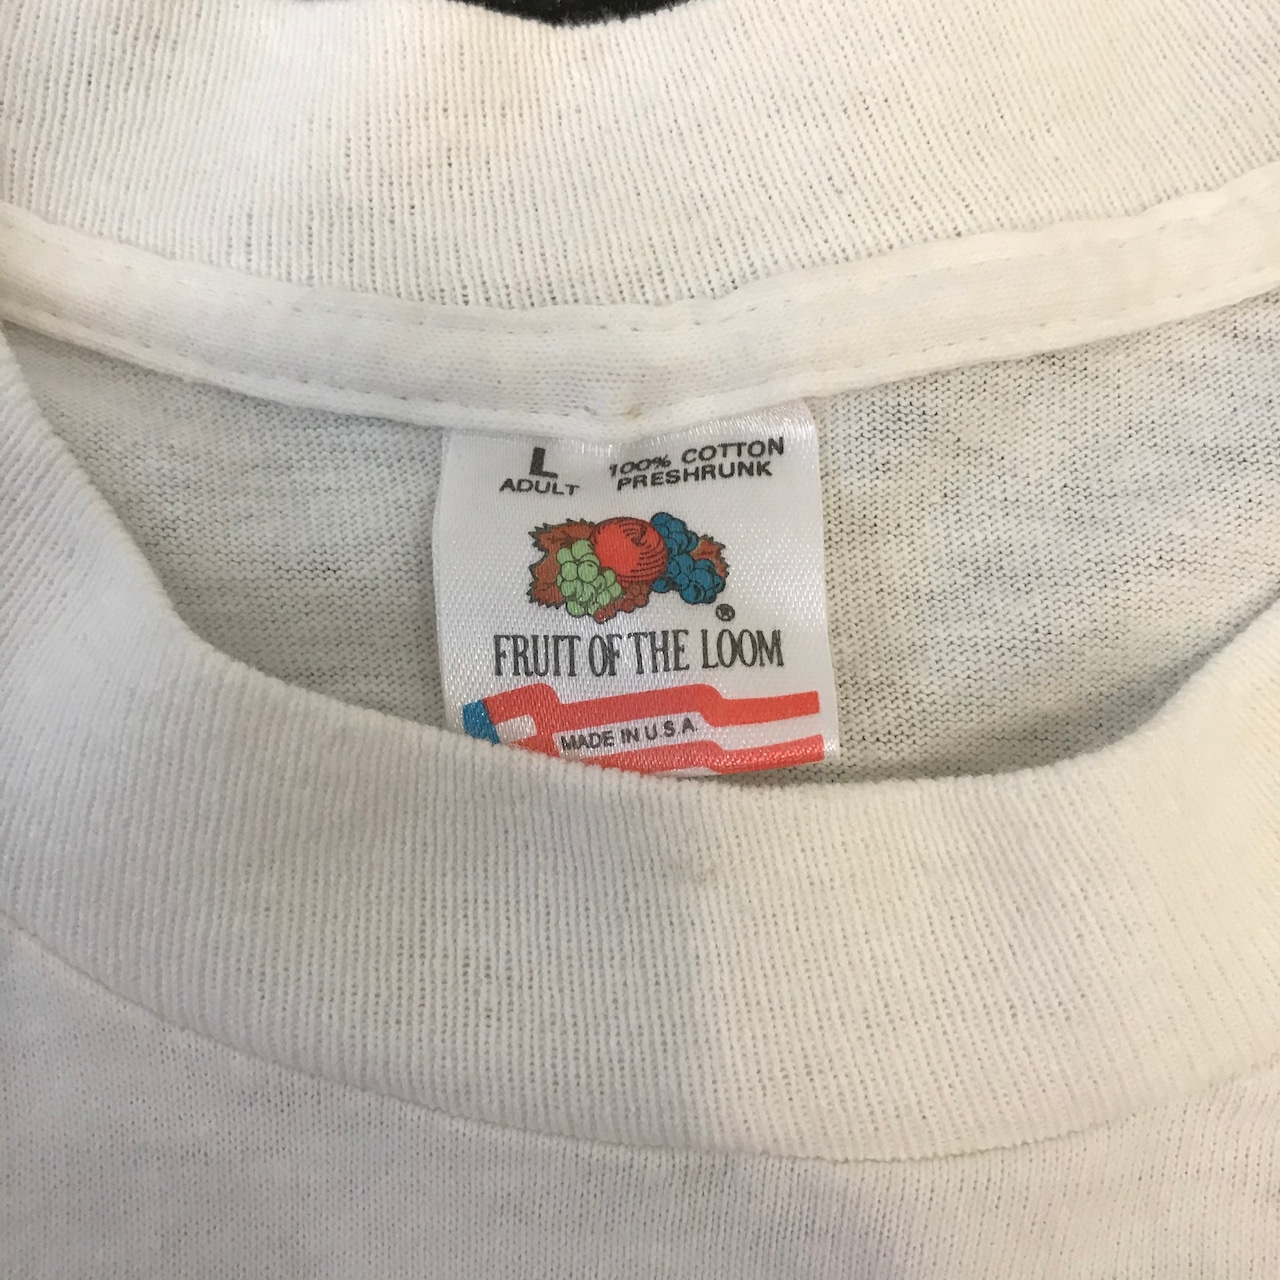 L
ADULT
100% COTTON
PRESHRUNK
®
FRUIT OF THE LOOM
MADE IN U.S.A.